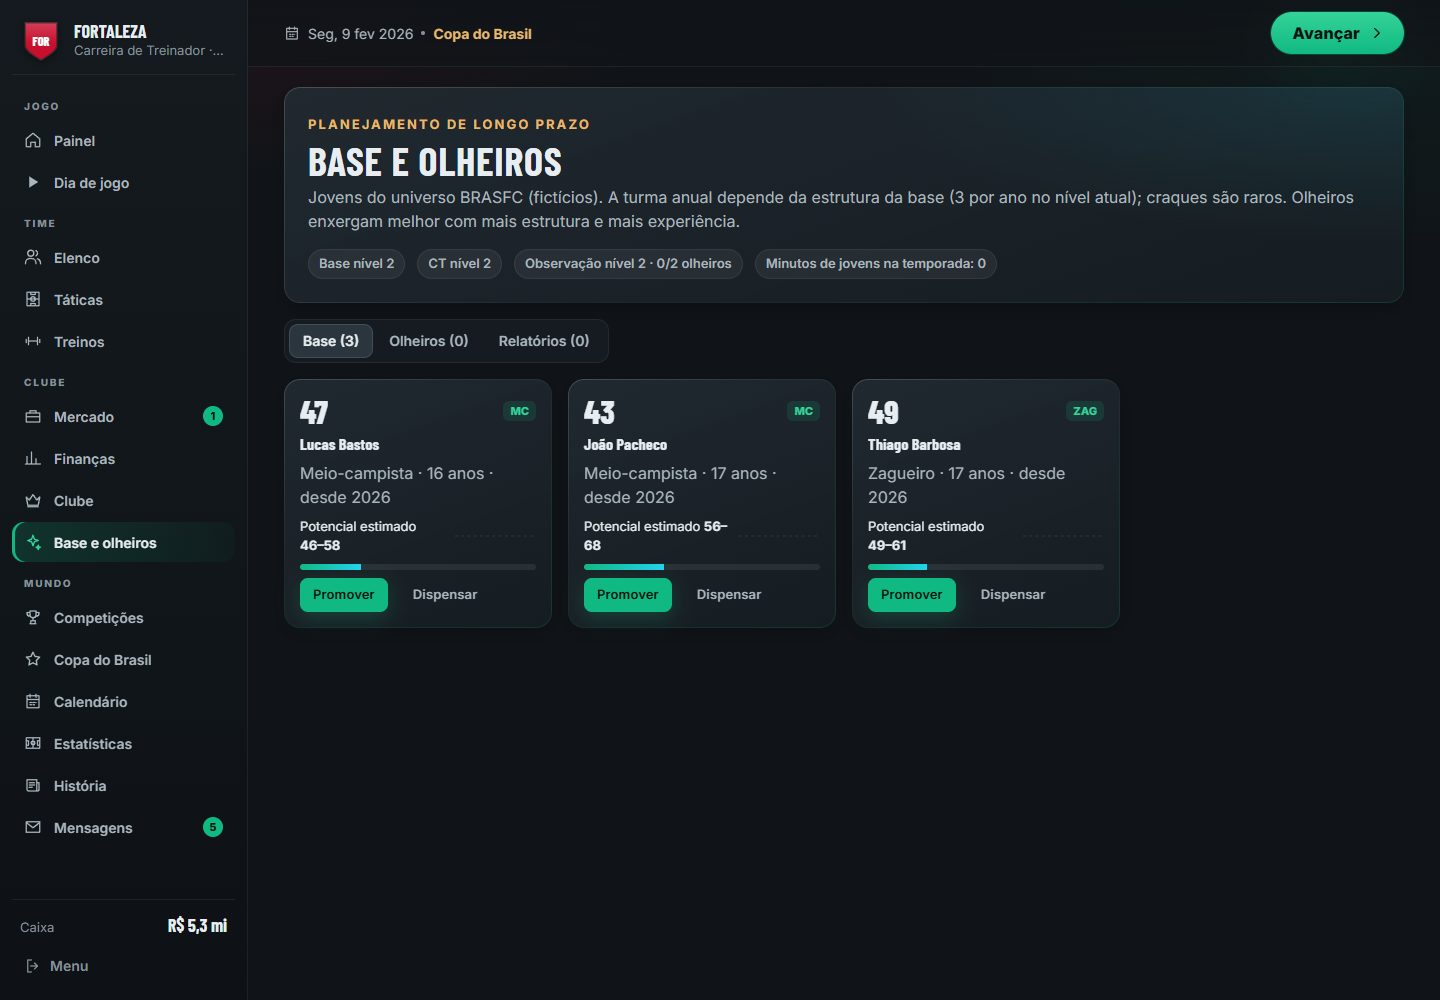 FOR
FORTALEZA
Carreira de Treinador ·...
JOGO
Painel
Dia de jogo
TIME
Elenco
Táticas
Treinos
CLUBE
Mercado 1
Finanças
Clube
Base e olheiros
MUNDO
Competições
Copa do Brasil
Calendário
Estatísticas
História
Mensagens 5
Caixa R$ 5,3 mi
Menu
Seg, 9 fev 2026 • Copa do Brasil
Avançar
PLANEJAMENTO DE LONGO PRAZO
BASE E OLHEIROS
Jovens do universo BRASFC (fictícios). A turma anual depende da estrutura da base (3 por ano no nível atual); craques são raros. Olheiros
enxergam melhor com mais estrutura e mais experiência.
Base nível 2 CT nível 2 Observação nível 2 · 0/2 olheiros Minutos de jovens na temporada: 0
Base (3) Olheiros (0) Relatórios (0)
47 MC
Lucas Bastos
Meio-campista · 16 anos ·
desde 2026
Potencial estimado
46–58
Promover Dispensar
43 MC
João Pacheco
Meio-campista · 17 anos ·
desde 2026
Potencial estimado 56–
68
Promover Dispensar
49 ZAG
Thiago Barbosa
Zagueiro · 17 anos · desde
2026
Potencial estimado
49–61
Promover Dispensar